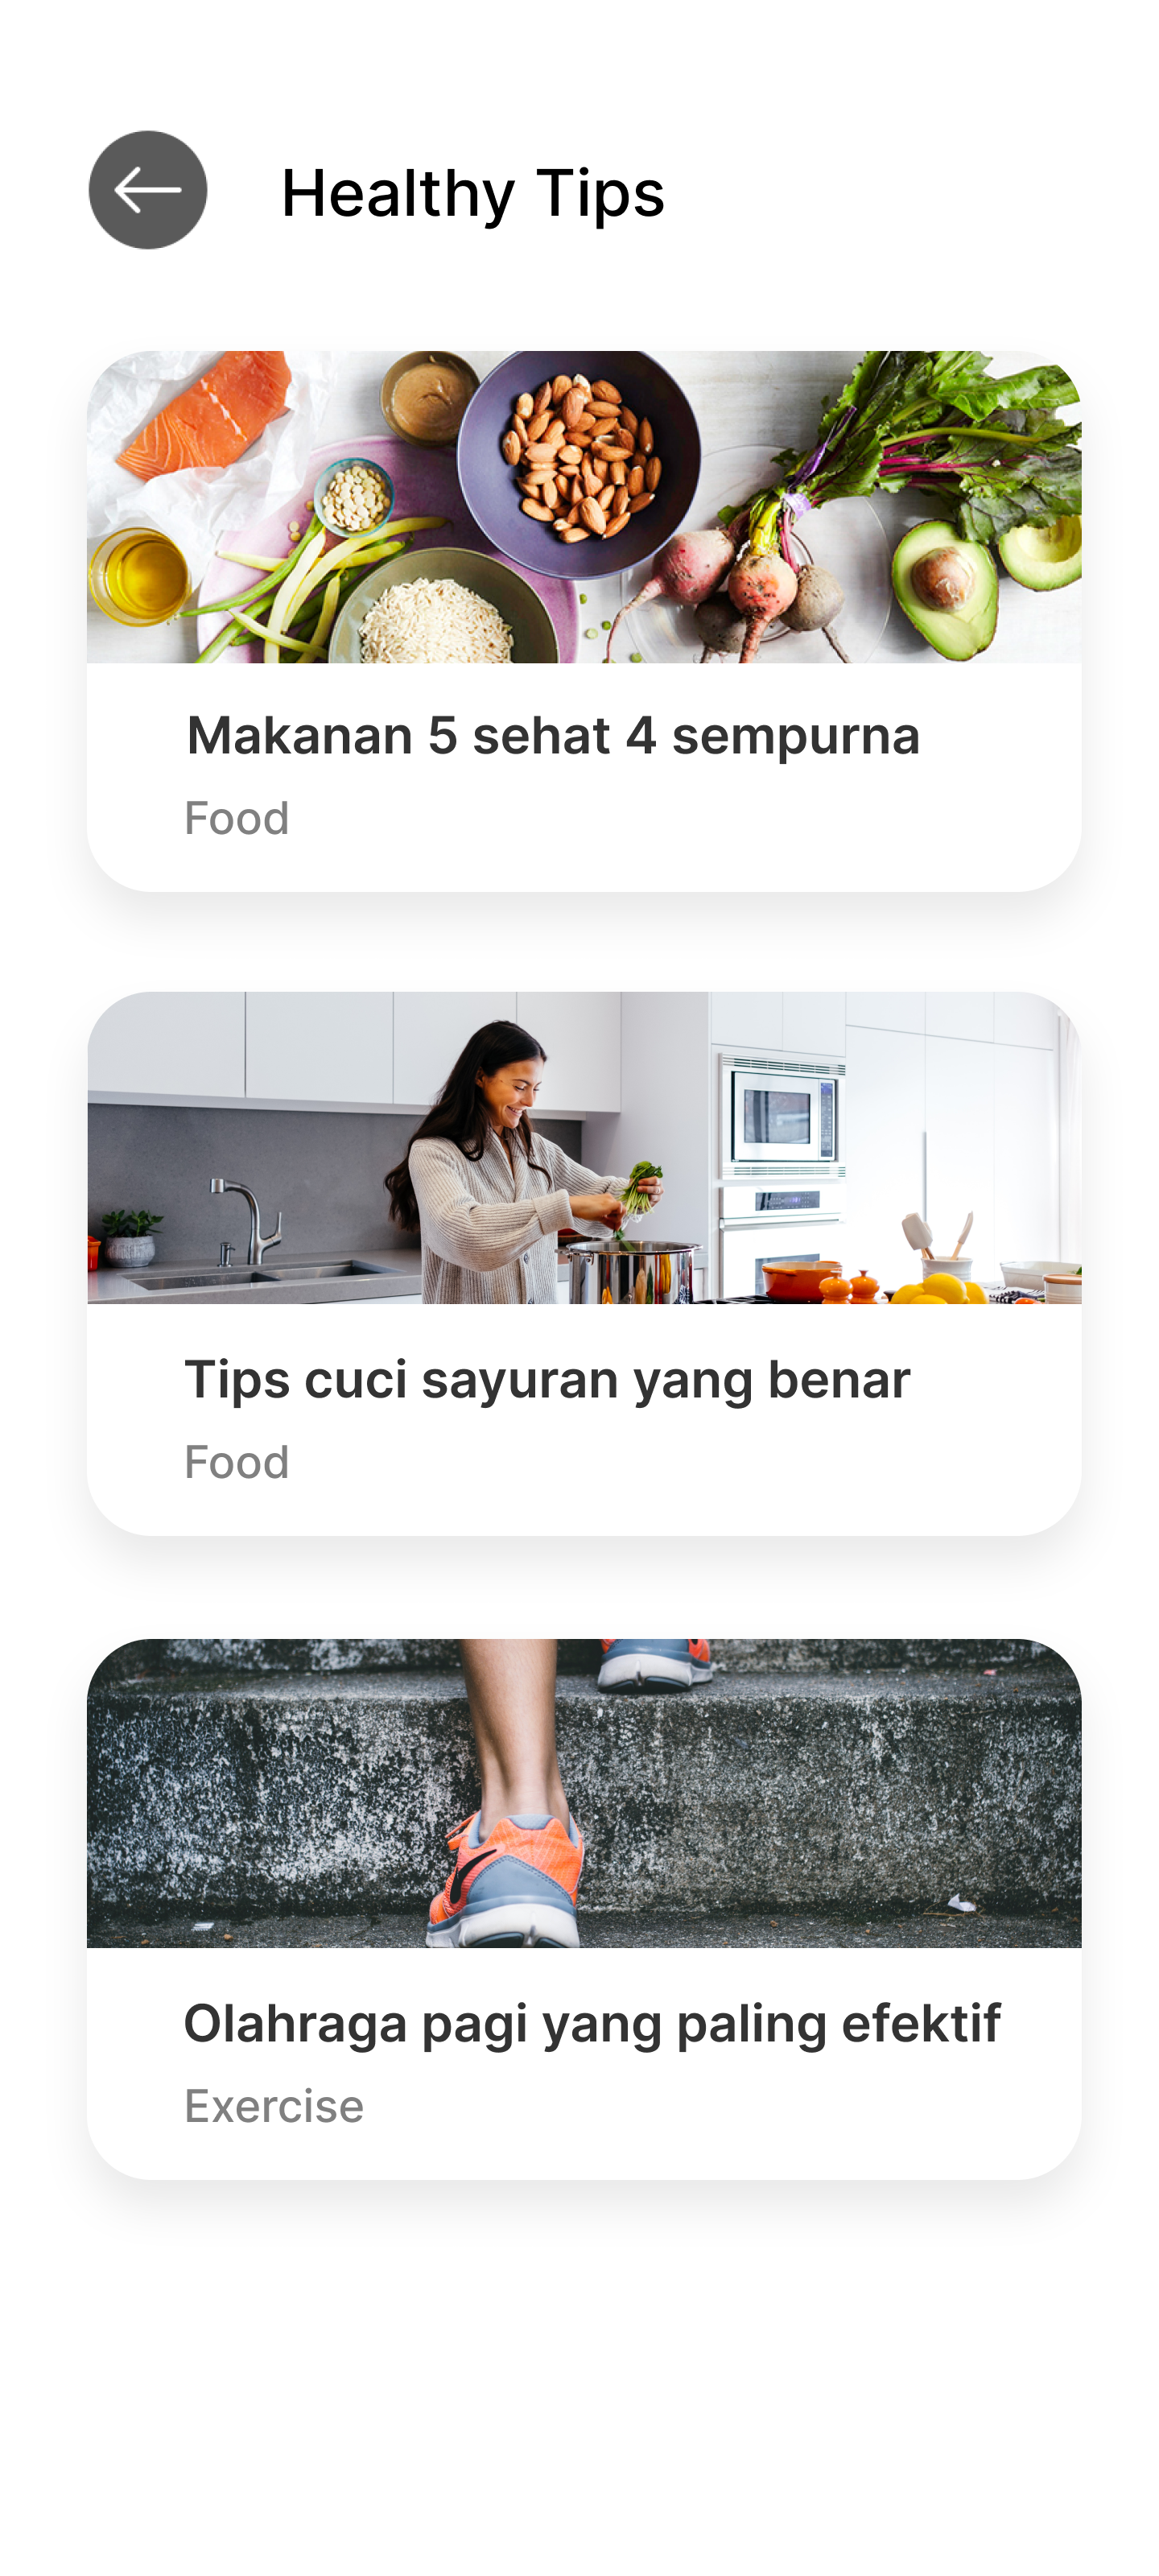 Healthy Tips
Makanan 5 sehat 4 sempurna
Food
Tips cuci sayuran yang benar
Food
Olahraga pagi yang paling efektif
Exercise